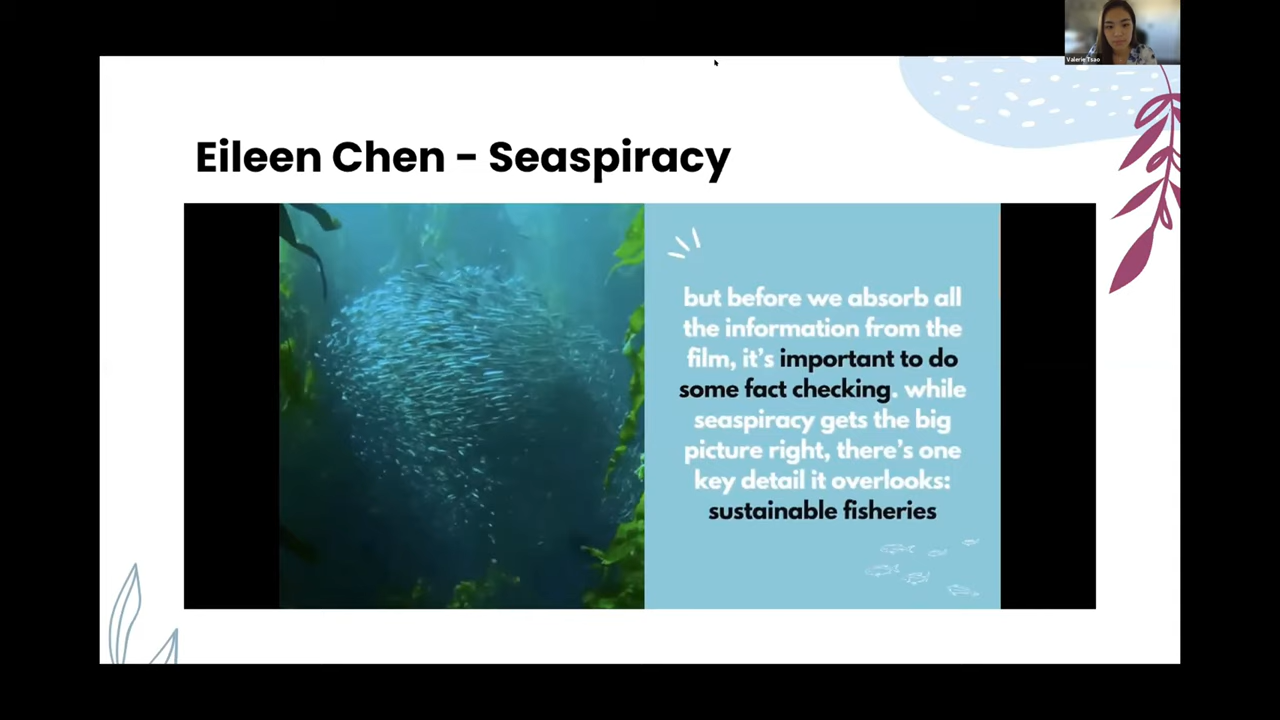 Valerie Tsao
Eileen Chen - Seaspiracy
but before we absorb all
the information from the
film, it's important to do
some fact checking. while
seaspiracy gets the big
picture right, there's one
key detail it overlooks:
sustainable fisheries